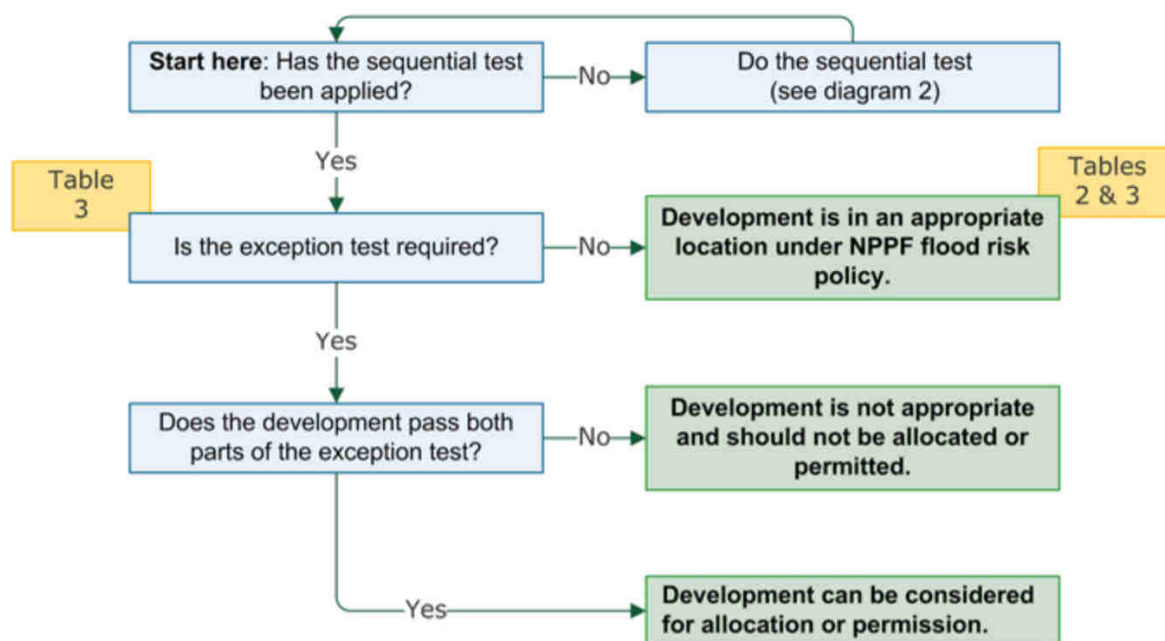 Start here: Has the sequential test
been applied?
No
Do the sequential test
(see diagram 2)
Yes
Table
3
Tables
2 & 3
Is the exception test required?
No
Development is in an appropriate
location under NPPF flood risk
policy.
Yes
Does the development pass both
parts of the exception test?
No
Development is not appropriate
and should not be allocated or
permitted.
Yes
Development can be considered
for allocation or permission.